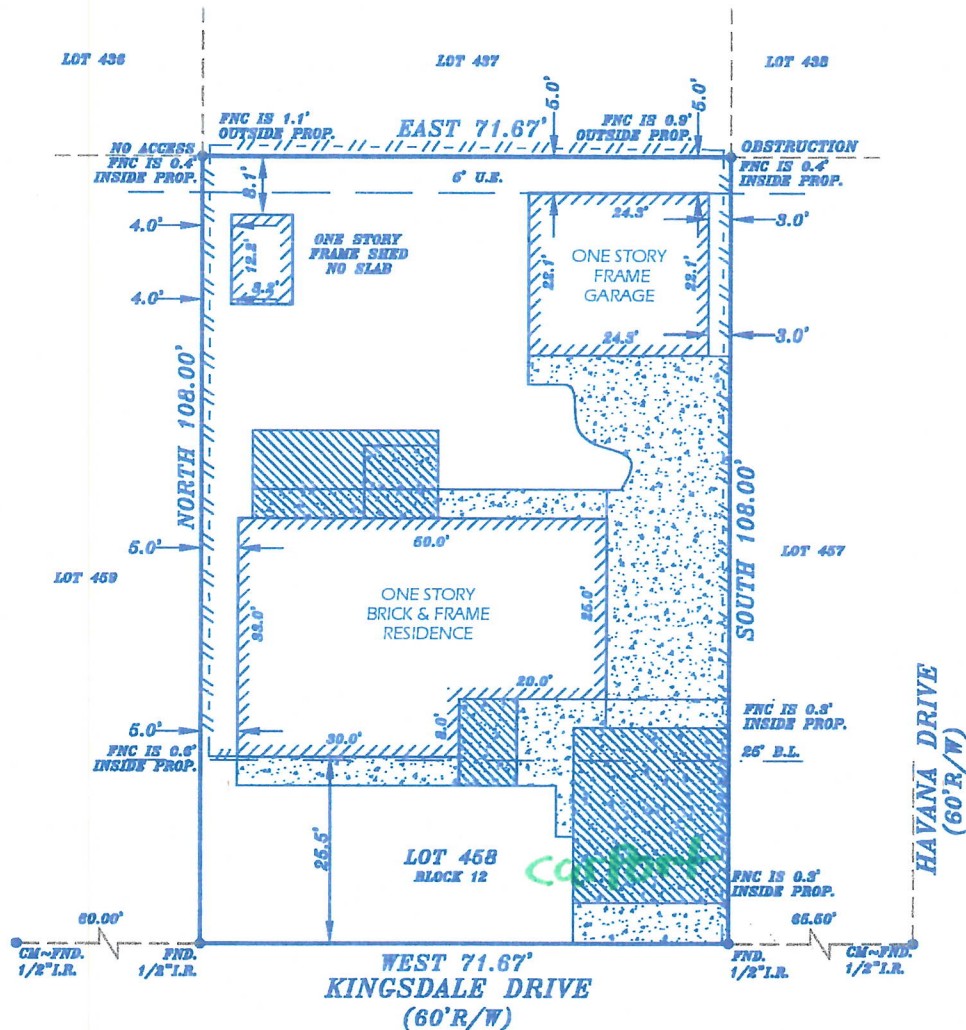 LOT 436
LOT 437
LOT 438
5.0'
5.0'
FNC IS 1.1'
OUTSIDE PROP.
EAST 71.67'
FNC IS 0.9'
OUTSIDE PROP.
NO ACCESS
FNC IS 0.4'
INSIDE PROP.
OBSTRUCTION
FNC IS 0.4'
INSIDE PROP.
8.1'
6' U.E.
4.0'
12.2'
8.2'
4.0'
ONE STORY
FRAME SHED
NO SLAB
24.3'
22.1'
ONE STORY
FRAME
GARAGE
22.1'
24.3'
3.0'
3.0'
NORTH 108.00'
SOUTH 108.00'
5.0'
50.0'
LOT 459
LOT 457
33.0'
ONE STORY
BRICK & FRAME
RESIDENCE
25.0'
20.0'
8.0'
30.0'
5.0'
FNC IS 0.6'
INSIDE PROP.
FNC IS 0.3'
INSIDE PROP.
25' B.L.
25.5'
LOT 458
BLOCK 12
carport
FNC IS 0.3'
INSIDE PROP.
HAVANA DRIVE
(60'R/W)
60.00'
65.50'
CM~FND.
1/2"I.R.
FND.
1/2"I.R.
WEST 71.67'
FND.
1/2"I.R.
CM~FND.
1/2"I.R.
KINGSDALE DRIVE
(60'R/W)